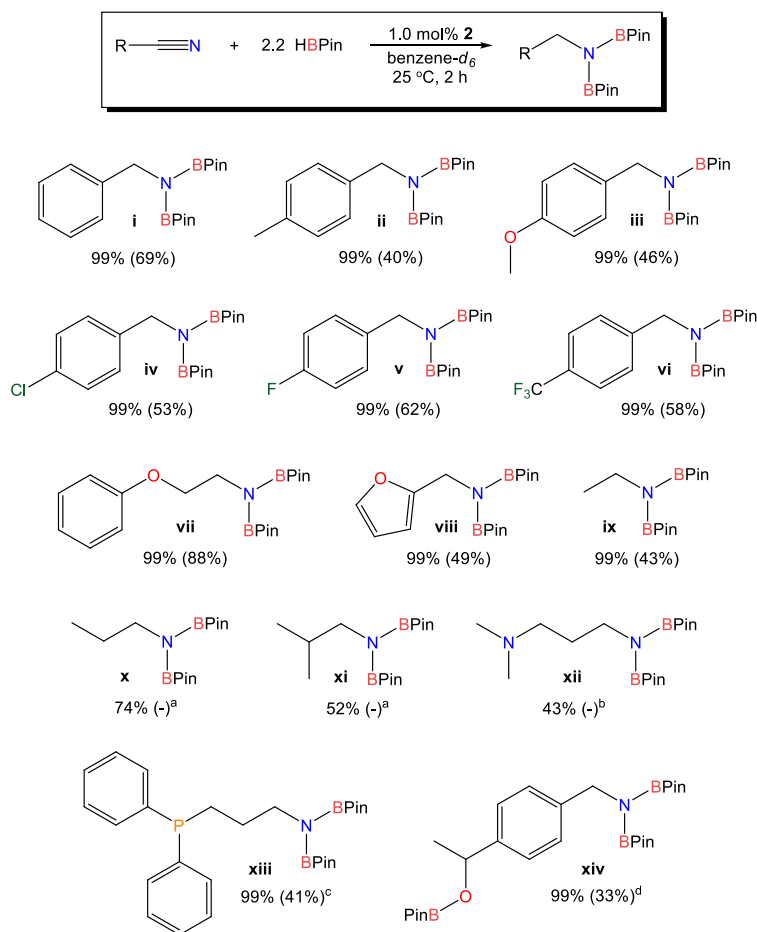 R N + 2.2 HBPin 1.0 mol% 2 benzene-d6 25 °C, 2 h R N BPin BPin
N BPin BPin i 99% (69%)
N BPin BPin ii 99% (40%)
O N BPin BPin iii 99% (46%)
Cl N BPin BPin iv 99% (53%)
F N BPin BPin v 99% (62%)
F3C N BPin BPin vi 99% (58%)
O N BPin BPin vii 99% (88%)
O N BPin BPin viii 99% (49%)
N BPin BPin ix 99% (43%)
N BPin BPin x 74% (-)a
N BPin BPin xi 52% (-)a
N N BPin BPin xii 43% (-)b
P N BPin BPin xiii 99% (41%)c
PinB O N BPin BPin xiv 99% (33%)d